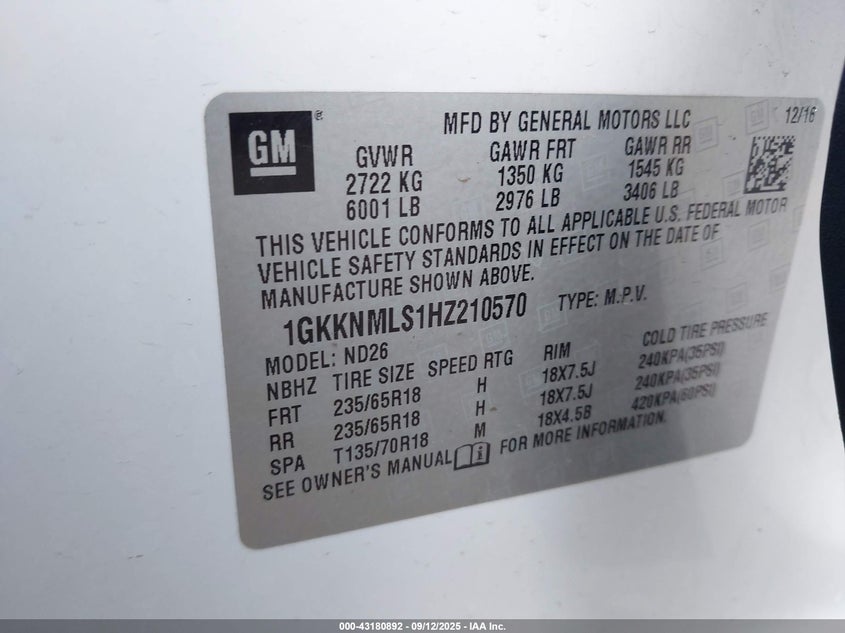 GM ®
MFD BY GENERAL MOTORS LLC
12/16
GVWR GAWR FRT GAWR RR
2722 KG 1350 KG 1545 KG
6001 LB 2976 LB 3406 LB
THIS VEHICLE CONFORMS TO ALL APPLICABLE U.S. FEDERAL MOTOR
VEHICLE SAFETY STANDARDS IN EFFECT ON THE DATE OF
MANUFACTURE SHOWN ABOVE.
1GKKNMLS1HZ210570 TYPE: M.P.V.
MODEL: ND26
NBHZ TIRE SIZE SPEED RTG RIM COLD TIRE PRESSURE
FRT 235/65R18 H 18X7.5J 240KPA(35PSI)
RR 235/65R18 H 18X7.5J 240KPA(35PSI)
SPA T135/70R18 M 18X4.5B 420KPA(60PSI)
SEE OWNER'S MANUAL i FOR MORE INFORMATION.
000-43180892 - 09/12/2025 - IAA Inc.